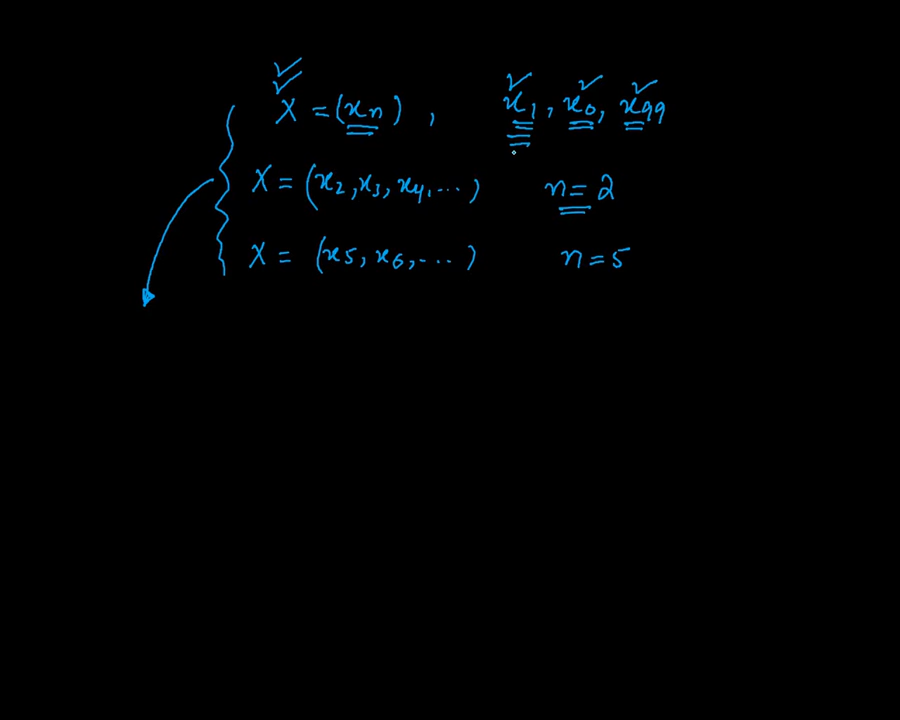 X = (xn) , x1, x0, x99
X = (x2, x3, x4, ...) n = 2
X = (x5, x6, ...) n = 5